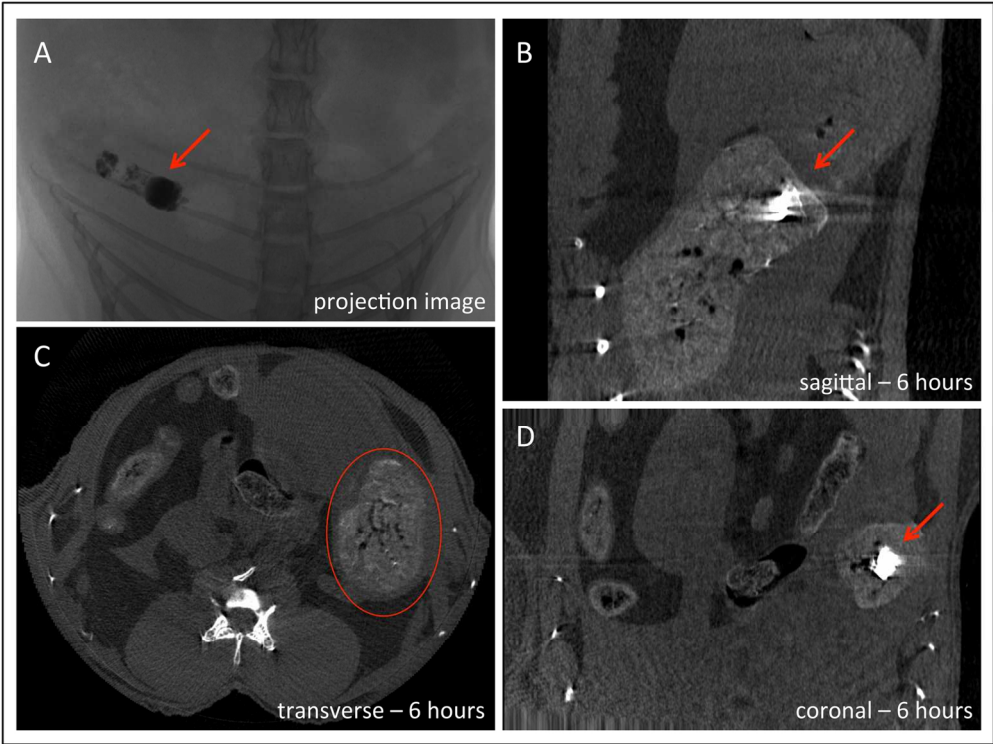 A
projection image
B
sagittal – 6 hours
C
transverse – 6 hours
D
coronal – 6 hours